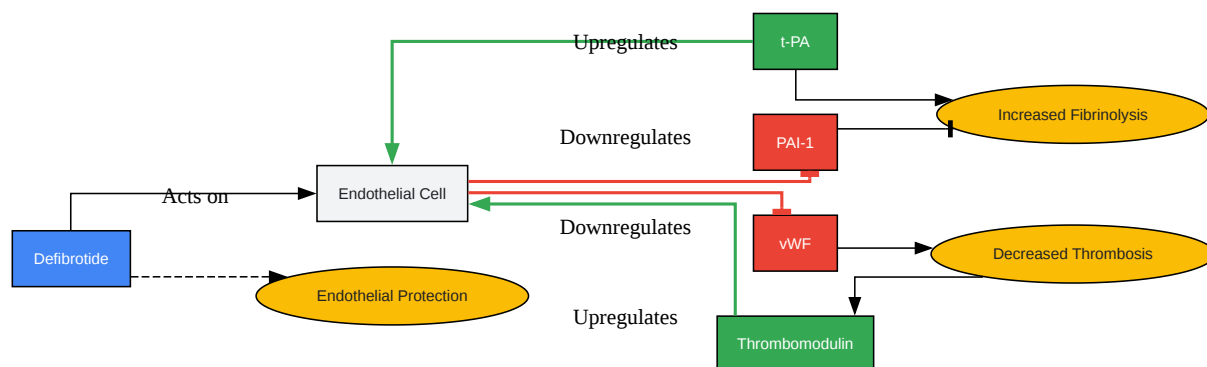 t-PA
Upregulates
Increased Fibrinolysis
Downregulates
PAI-1
Endothelial Cell
Acts on
Downregulates
vWF
Decreased Thrombosis
Defibrotide
Endothelial Protection
Upregulates
Thrombomodulin